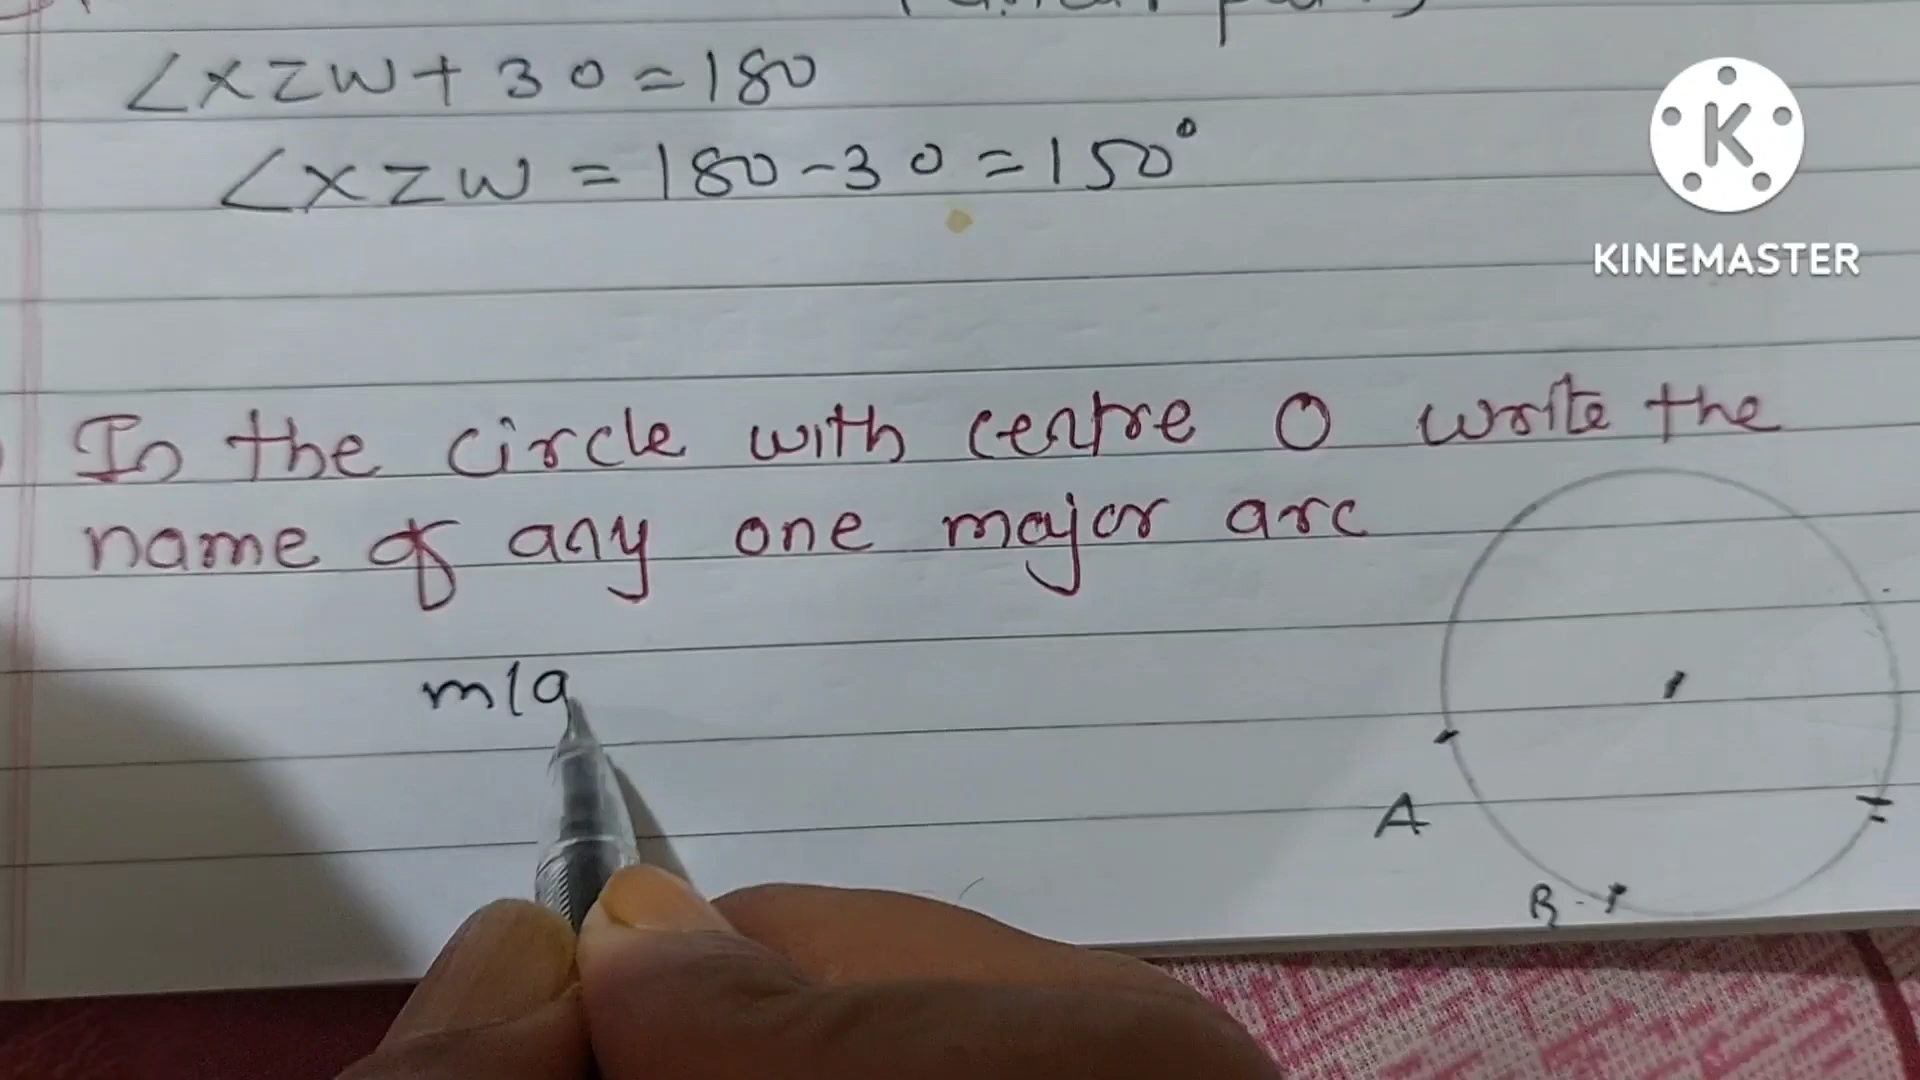 ∠XZW + 30 = 180
∠XZW = 180 - 30 = 150°
K
KINEMASTER
In the circle with centre O write the
name of any one major arc
A
B